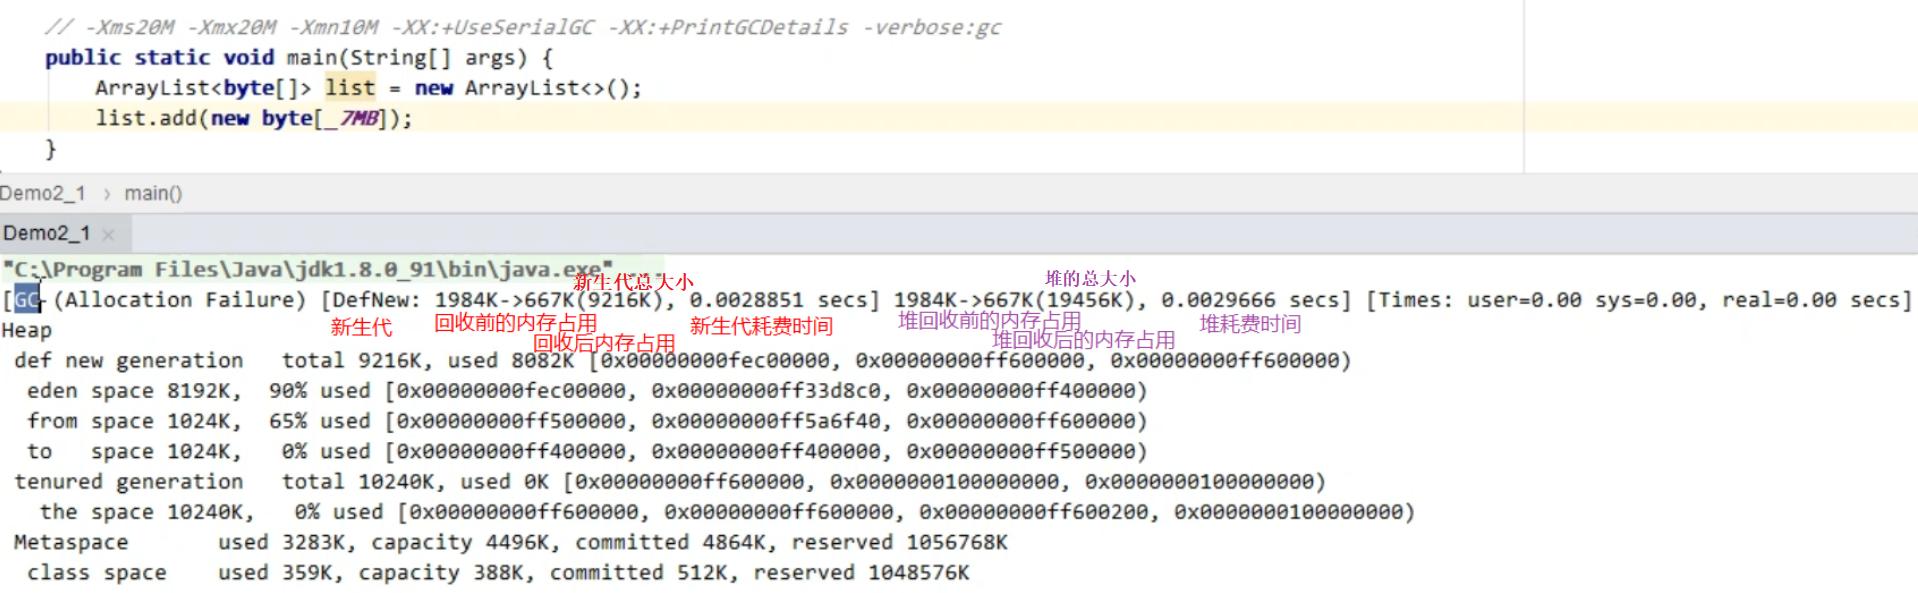 // -Xms20M -Xmx20M -Xmn10M -XX:+UseSerialGC -XX:+PrintGCDetails -verbose:gc
public static void main(String[] args) {
ArrayList<byte[]> list = new ArrayList<>();
list.add(new byte[_7MB]);
}
Demo2_1 › main()
Demo2_1 ×
"C:\Program Files\Java\jdk1.8.0_91\bin\java.exe" ...
新生代总大小 堆的总大小
[GC (Allocation Failure) [DefNew: 1984K->667K(9216K), 0.0028851 secs] 1984K->667K(19456K), 0.0029666 secs] [Times: user=0.00 sys=0.00, real=0.00 secs]
新生代 回收前的内存占用 新生代耗费时间 堆回收前的内存占用 堆耗费时间
回收后内存占用 堆回收后的内存占用
Heap
def new generation total 9216K, used 8082K [0x00000000fec00000, 0x00000000ff600000, 0x00000000ff600000)
eden space 8192K, 90% used [0x00000000fec00000, 0x00000000ff33d8c0, 0x00000000ff400000)
from space 1024K, 65% used [0x00000000ff500000, 0x00000000ff5a6f40, 0x00000000ff600000)
to space 1024K, 0% used [0x00000000ff400000, 0x00000000ff400000, 0x00000000ff500000)
tenured generation total 10240K, used 0K [0x00000000ff600000, 0x0000000100000000, 0x0000000100000000)
the space 10240K, 0% used [0x00000000ff600000, 0x00000000ff600000, 0x00000000ff600200, 0x0000000100000000)
Metaspace used 3283K, capacity 4496K, committed 4864K, reserved 1056768K
class space used 359K, capacity 388K, committed 512K, reserved 1048576K